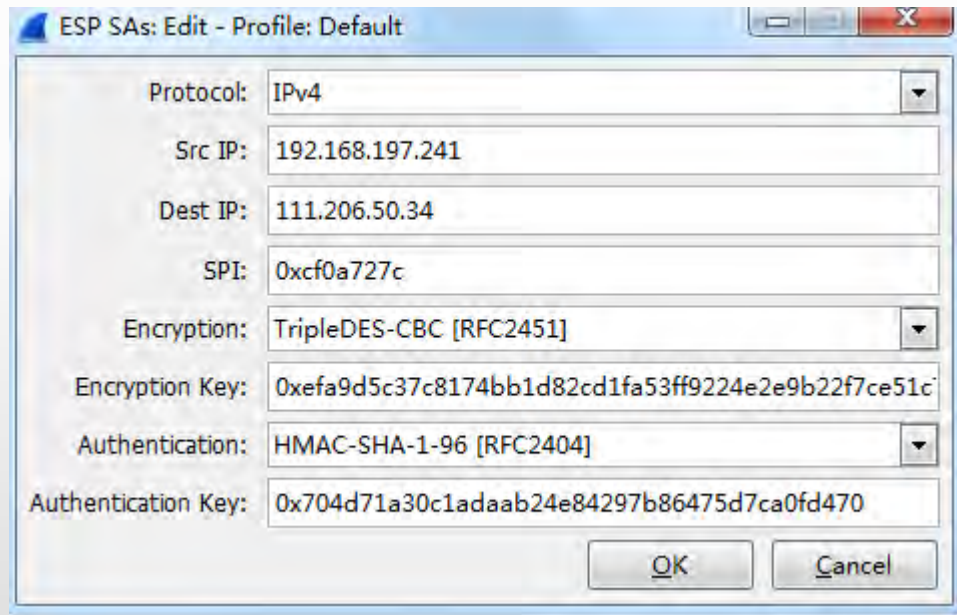 ESP SAs: Edit - Profile: Default
Protocol: IPv4
Src IP: 192.168.197.241
Dest IP: 111.206.50.34
SPI: 0xcf0a727c
Encryption: TripleDES-CBC [RFC2451]
Encryption Key: 0xefa9d5c37c8174bb1d82cd1fa53ff9224e2e9b22f7ce51c
Authentication: HMAC-SHA-1-96 [RFC2404]
Authentication Key: 0x704d71a30c1adaab24e84297b86475d7ca0fd470
OK Cancel